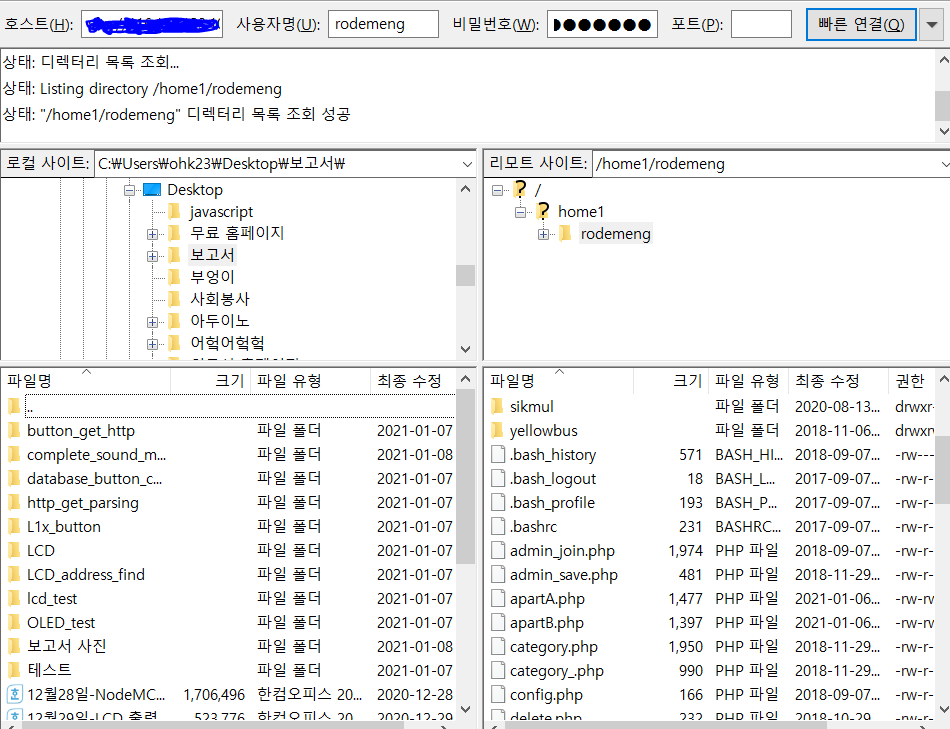 호스트(H): 사용자명(U): rodemeng 비밀번호(W): ●●●●●●● 포트(P): 빠른 연결(Q)
상태: 디렉터리 목록 조회...
상태: Listing directory /home1/rodemeng
상태: "/home1/rodemeng" 디렉터리 목록 조회 성공
로컬 사이트: C:₩Users₩ohk23₩Desktop₩보고서₩
Desktop
javascript
무료 홈페이지
보고서
부엉이
사회봉사
아두이노
어헠어헠헠
리모트 사이트: /home1/rodemeng
/
home1
rodemeng
파일명 크기 파일 유형 최종 수정
..
button_get_http 파일 폴더 2021-01-07
complete_sound_m... 파일 폴더 2021-01-08
database_button_c... 파일 폴더 2021-01-07
http_get_parsing 파일 폴더 2021-01-07
L1x_button 파일 폴더 2021-01-07
LCD 파일 폴더 2021-01-07
LCD_address_find 파일 폴더 2021-01-07
lcd_test 파일 폴더 2021-01-07
OLED_test 파일 폴더 2021-01-07
보고서 사진 파일 폴더 2021-01-08
테스트 파일 폴더 2021-01-07
12월28일-NodeMC... 1,706,496 한컴오피스 20... 2020-12-28
12월29일-LCD 출력 523,776 한컴오피스 20... 2020-12-29
파일명 크기 파일 유형 최종 수정 권한
sikmul 파일 폴더 2020-08-13... drwxr-
yellowbus 파일 폴더 2018-11-06... drwxrw
.bash_history 571 BASH_HI... 2018-09-07... -rw---
.bash_logout 18 BASH_L... 2017-09-07... -rw-r-
.bash_profile 193 BASH_P... 2017-09-07... -rw-r-
.bashrc 231 BASHRC... 2017-09-07... -rw-r-
admin_join.php 1,974 PHP 파일 2018-09-07... -rw-r-
admin_save.php 481 PHP 파일 2018-11-29... -rw-r-
apartA.php 1,477 PHP 파일 2021-01-06... -rw-rw
apartB.php 1,397 PHP 파일 2021-01-06... -rw-r-
category.php 1,950 PHP 파일 2018-11-29... -rw-r-
category_.php 990 PHP 파일 2018-11-29... -rw-r-
config.php 166 PHP 파일 2018-09-07... -rw-r-
delete.php 232 PHP 파일 2018-10-29... -rw-r-